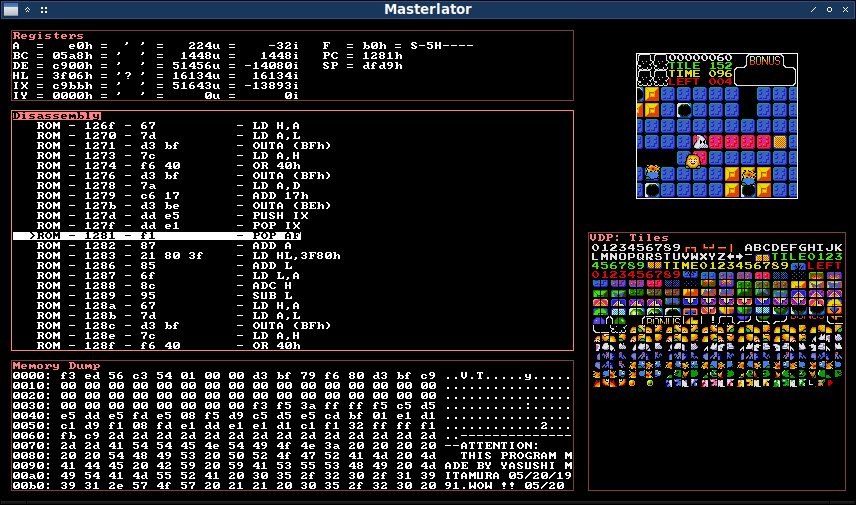 Masterlator
Registers
A  =   e0h = ' ' =   224u =    -32i   F  = b0h = S-5H----
BC = 05a8h = '  ' =  1448u =   1448i   PC = 1281h
DE = c900h = '  ' = 51456u = -14080i   SP = dfd9h
HL = 3f06h = '? ' = 16134u =  16134i
IX = c9bbh = '  ' = 51643u = -13893i
IY = 0000h = '  ' =     0u =      0i
Disassembly
ROM - 126f - 67 - LD H,A
ROM - 1270 - 7d - LD A,L
ROM - 1271 - d3 bf - OUTA (BFh)
ROM - 1273 - 7c - LD A,H
ROM - 1274 - f6 40 - OR 40h
ROM - 1276 - d3 bf - OUTA (BFh)
ROM - 1278 - 7a - LD A,D
ROM - 1279 - c6 17 - ADD 17h
ROM - 127b - d3 be - OUTA (BEh)
ROM - 127d - dd e5 - PUSH IX
ROM - 127f - dd e1 - POP IX
>ROM - 1281 - f1 - POP AF
ROM - 1282 - 87 - ADD A
ROM - 1283 - 21 80 3f - LD HL,3F80h
ROM - 1286 - 85 - ADD L
ROM - 1287 - 6f - LD L,A
ROM - 1288 - 8c - ADC H
ROM - 1289 - 95 - SUB L
ROM - 128a - 67 - LD H,A
ROM - 128b - 7d - LD A,L
ROM - 128c - d3 bf - OUTA (BFh)
ROM - 128e - 7c - LD A,H
ROM - 128f - f6 40 - OR 40h
Memory Dump
0000: f3 ed 56 c3 54 01 00 00 d3 bf 79 f6 80 d3 bf c9 ..V.T.....y.....
0010: 00 00 00 00 00 00 00 00 00 00 00 00 00 00 00 00 ................
0020: 00 00 00 00 00 00 00 00 00 00 00 00 00 00 00 00 ................
0030: 00 00 00 00 00 00 00 00 f3 f5 3a ff ff f5 c5 d5 ..........:.....
0040: e5 dd e5 fd e5 08 f5 d9 c5 d5 e5 cd bf 01 e1 d1 ................
0050: c1 d9 f1 08 fd e1 dd e1 e1 d1 c1 f1 32 ff ff f1 ............2...
0060: fb c9 2d 2d 2d 2d 2d 2d 2d 2d 2d 2d 2d 2d 2d 2d ..--------------
0070: 2d 2d 41 54 54 45 4e 54 49 4f 4e 3a 20 20 20 20 --ATTENTION:
0080: 20 20 54 48 49 53 20 50 52 4f 47 52 41 4d 20 4d   THIS PROGRAM M
0090: 41 44 45 20 42 59 20 59 41 53 55 53 48 49 20 4d ADE BY YASUSHI M
00a0: 49 54 41 4d 55 52 41 20 30 35 2f 32 30 2f 31 39 ITAMURA 05/20/19
00b0: 39 31 2e 57 4f 57 20 21 21 20 30 35 2f 32 30 20 91.WOW !! 05/20
00000060
TILE 152
TIME 096
LEFT 004
BONUS
VDP: Tiles
0123456789 ABCDEFGHIJK
LMNOPQRSTUVWXYZ TILE0123
456789 TIME0123456789 LEFT
0123456789
BONUS